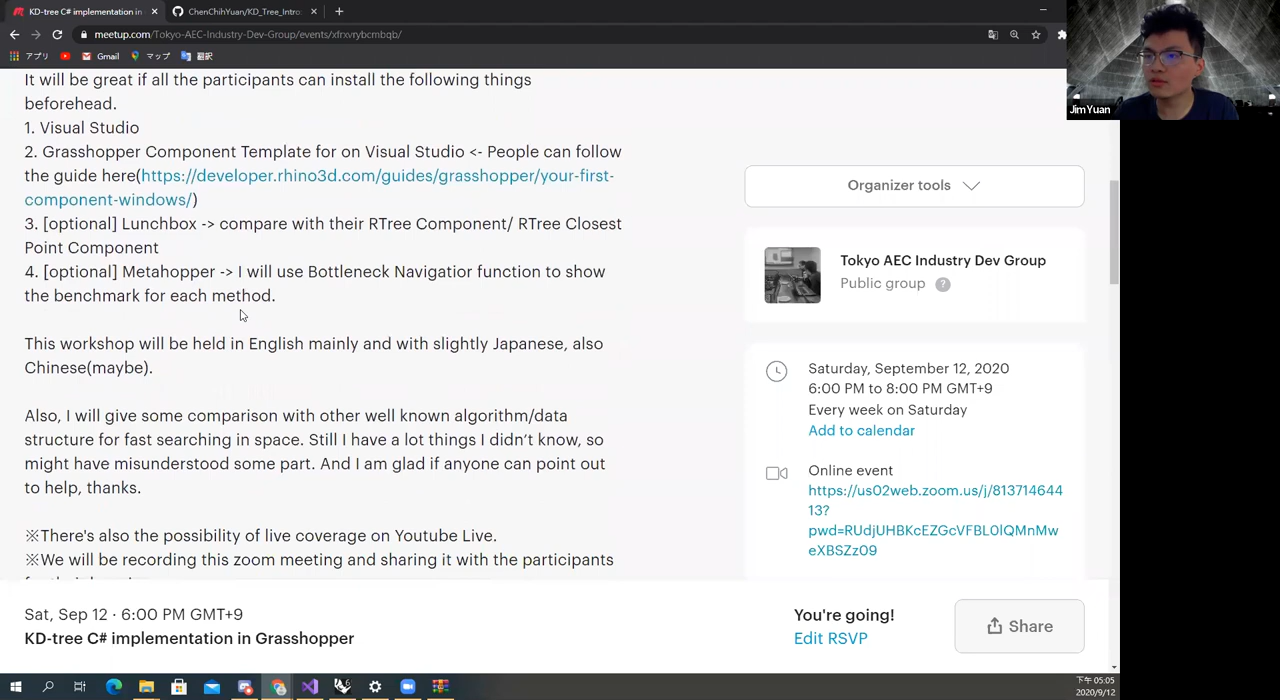 KD-tree C# implementation in
ChenChihYuan/KD_Tree_Intro:
meetup.com/Tokyo-AEC-Industry-Dev-Group/events/xfrxvrybcmbqb/
アプリ
Gmail
マップ
翻訳
JimYuan
It will be great if all the participants can install the following things
beforehead.
1. Visual Studio
2. Grasshopper Component Template for on Visual Studio <- People can follow
the guide here(https://developer.rhino3d.com/guides/grasshopper/your-first-
component-windows/)
3. [optional] Lunchbox -> compare with their RTree Component/ RTree Closest
Point Component
4. [optional] Metahopper -> I will use Bottleneck Navigatior function to show
the benchmark for each method.
This workshop will be held in English mainly and with slightly Japanese, also
Chinese(maybe).
Also, I will give some comparison with other well known algorithm/data
structure for fast searching in space. Still I have a lot things I didn’t know, so
might have misunderstood some part. And I am glad if anyone can point out
to help, thanks.
※There's also the possibility of live coverage on Youtube Live.
※We will be recording this zoom meeting and sharing it with the participants
Organizer tools
Tokyo AEC Industry Dev Group
Public group ?
Saturday, September 12, 2020
6:00 PM to 8:00 PM GMT+9
Every week on Saturday
Add to calendar
Online event
https://us02web.zoom.us/j/813714644
13?
pwd=RUdjUHBKcEZGcVFBL0lQMnMw
eXBSZz09
Sat, Sep 12 · 6:00 PM GMT+9
KD-tree C# implementation in Grasshopper
You're going!
Edit RSVP
Share
下午 05:05
2020/9/12